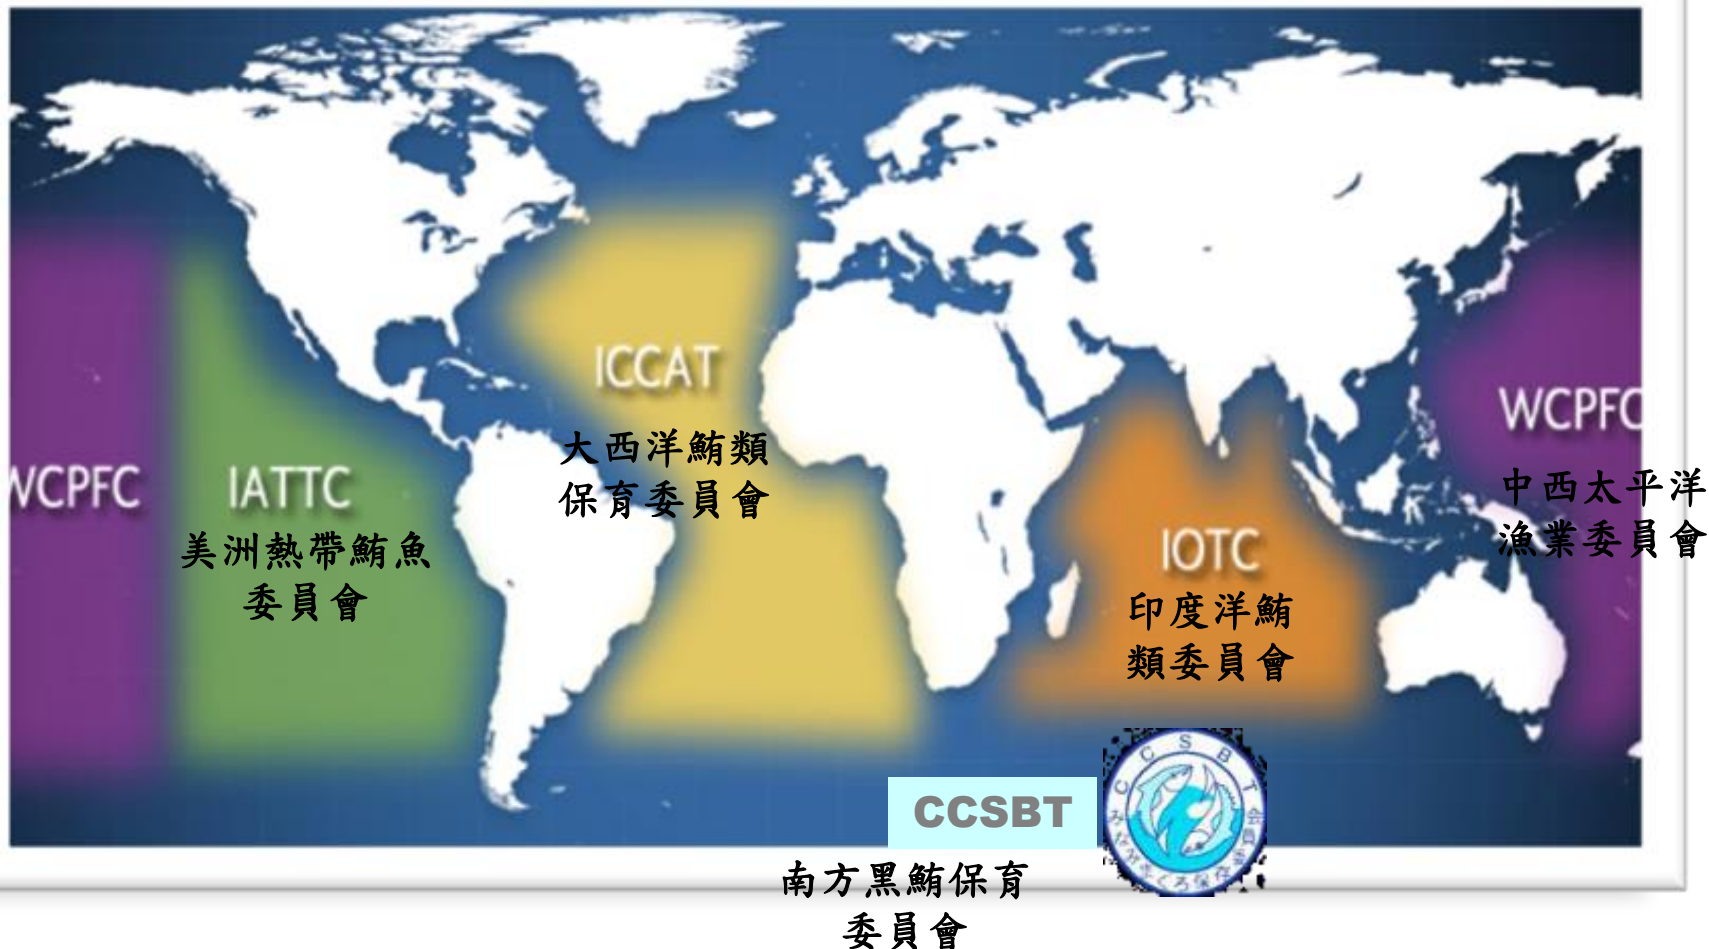 ICCAT
大西洋鮪類
保育委員會
WCPFC
中西太平洋
漁業委員會
WCPFC
IATTC
美洲熱帶鮪魚
委員會
IOTC
印度洋鮪
類委員會
CCSBT
CCSBT
南方黑鮪保育
委員會